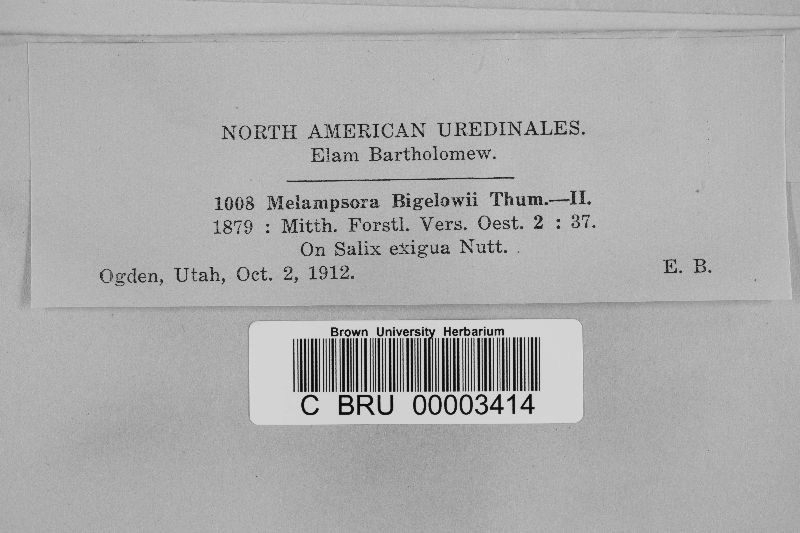 NORTH AMERICAN UREDINALES.
Elam Bartholomew.
1008 Melampsora Bigelowii Thum.—II.
1879 : Mitth. Forstl. Vers. Oest. 2 : 37.
On Salix exigua Nutt.
Ogden, Utah, Oct. 2, 1912. E. B.
Brown University Herbarium
C BRU 00003414